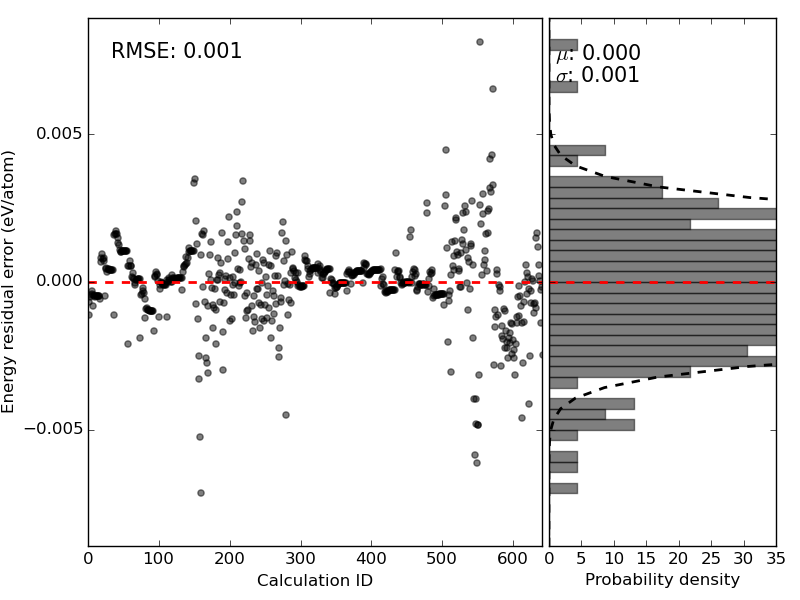 RMSE: 0.001
μ: 0.000
σ: 0.001
Energy residual error (eV/atom)
0.005
0.000
−0.005
0 100 200 300 400 500 600
0 5 10 15 20 25 30 35
Calculation ID
Probability density